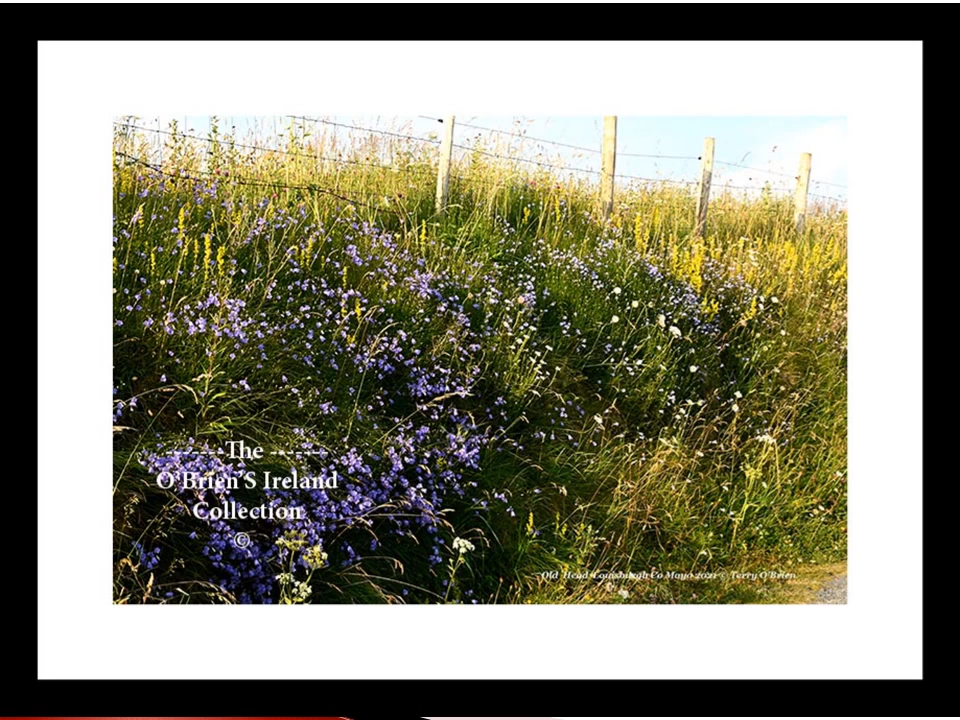 -------The -------
O'Brien'S Ireland
Collection
©
Old Head Louisburgh Co Mayo 2021 © Terry O'Brien